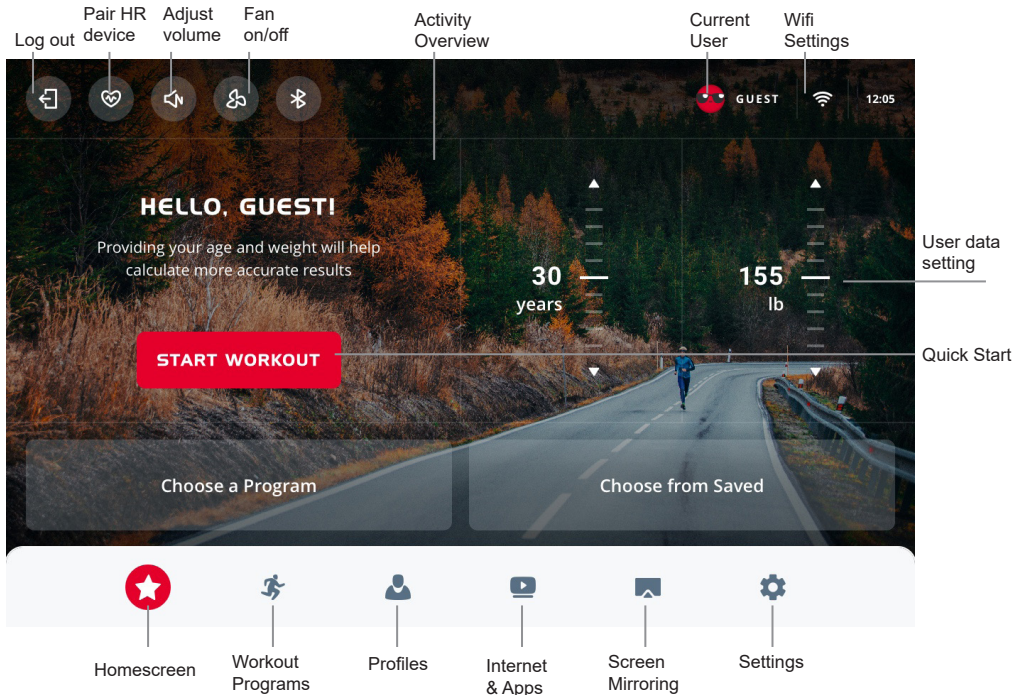 Log out
Pair HR
device
Adjust
volume
Fan
on/off
Activity
Overview
Current
User
Wifi
Settings
GUEST
12:05
HELLO, GUEST!
Providing your age and weight will help
calculate more accurate results
30
years
155
lb
User data
setting
START WORKOUT
Quick Start
Choose a Program
Choose from Saved
Homescreen
Workout
Programs
Profiles
Internet
& Apps
Screen
Mirroring
Settings